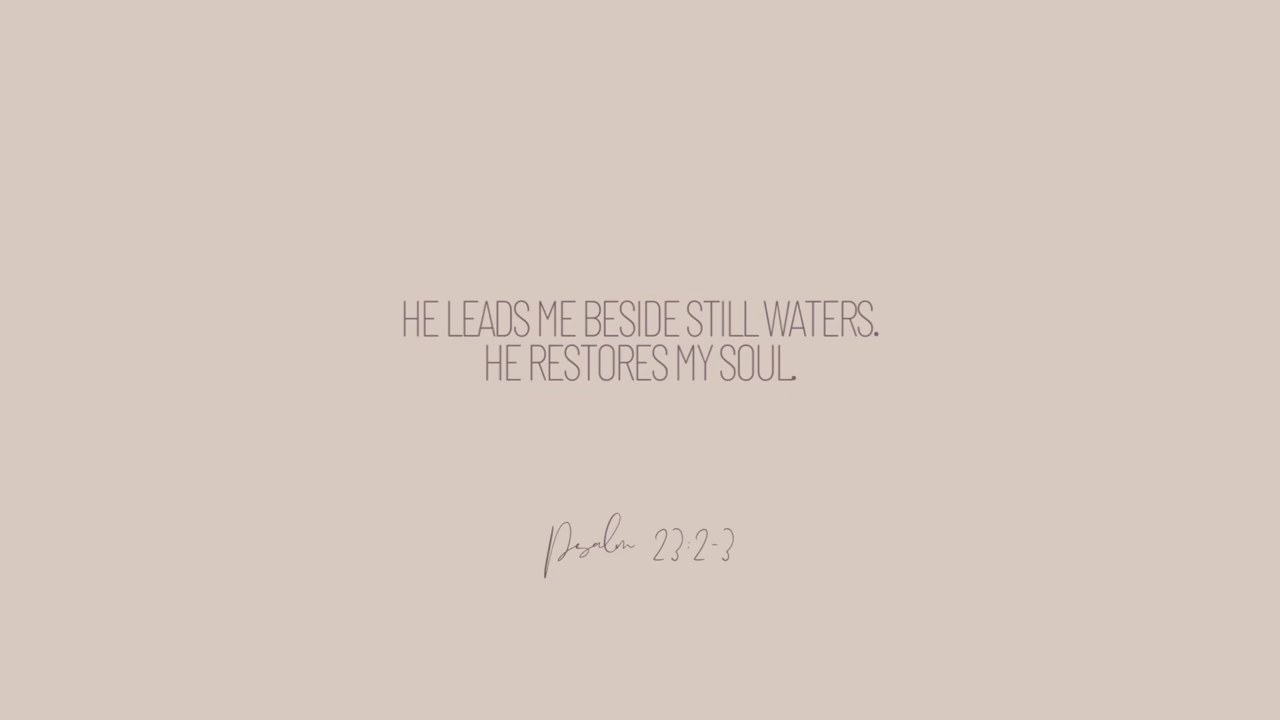 HE LEADS ME BESIDE STILL WATERS.
HE RESTORES MY SOUL.
Psalm 23:2-3